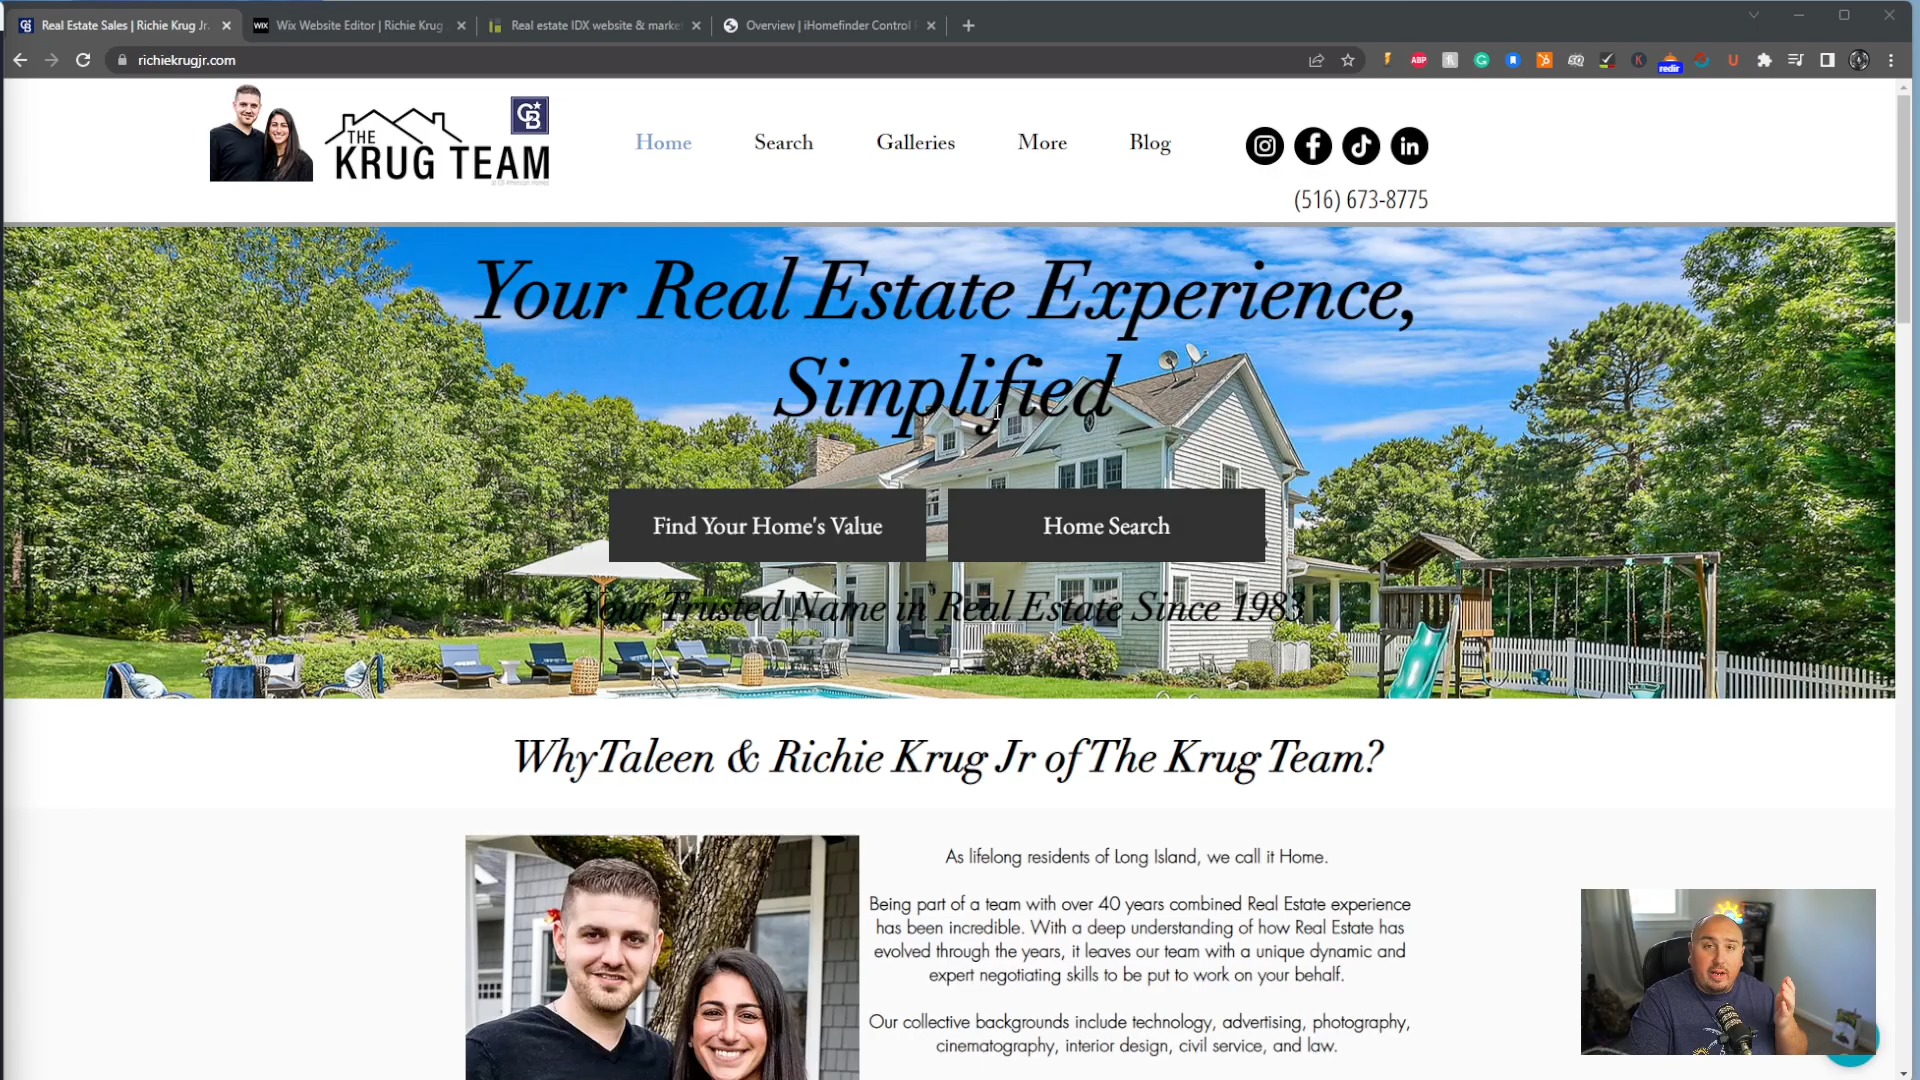 Real Estate Sales | Richie Krug Jr.
Wix Website Editor | Richie Krug
Real estate IDX website & marke
Overview | iHomefinder Control
richiekrugjr.com
ABP
redir
THE
KRUG TEAM
CB
Home
Search
Galleries
More
Blog
(516) 673-8775
Your Real Estate Experience,
Simplified
Find Your Home's Value
Home Search
Your Trusted Name in Real Estate Since 1983
WhyTaleen & Richie Krug Jr of The Krug Team?
As lifelong residents of Long Island, we call it Home.
Being part of a team with over 40 years combined Real Estate experience
has been incredible. With a deep understanding of how Real Estate has
evolved through the years, it leaves our team with a unique dynamic and
expert negotiating skills to be put to work on your behalf.
Our collective backgrounds include technology, advertising, photography,
cinematography, interior design, civil service, and law.